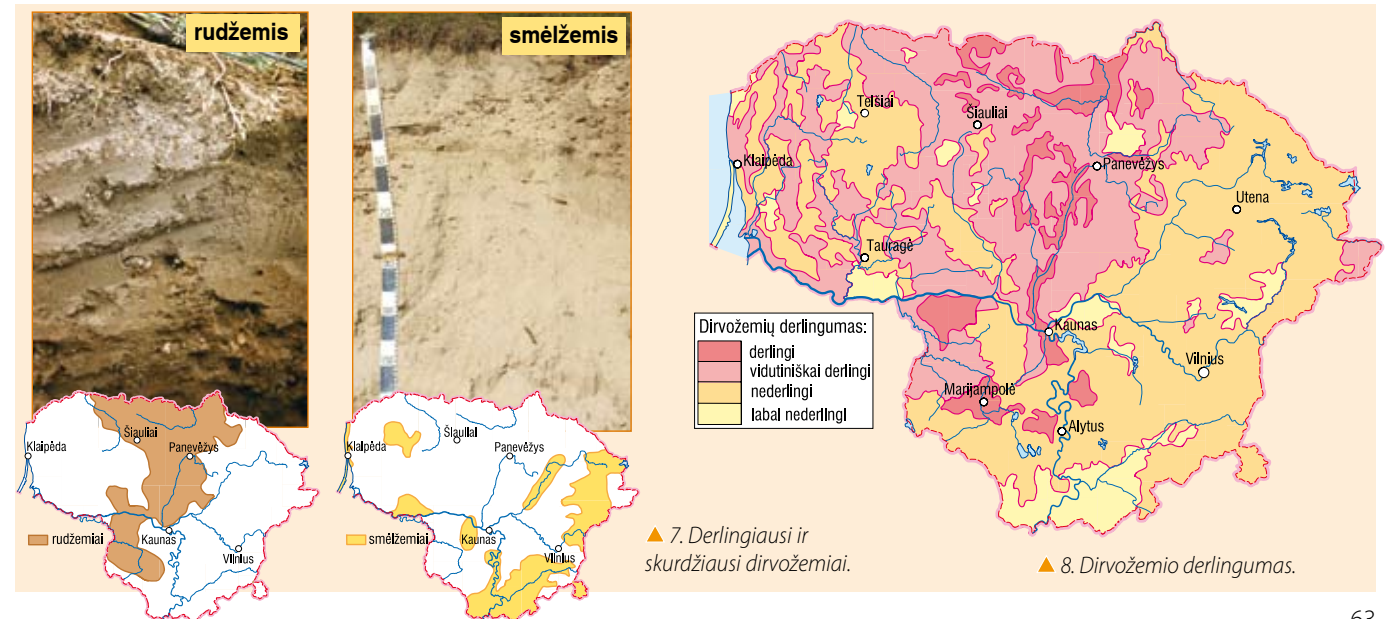 rudžemis
smėlžemis
Klaipėda
Šiauliai
Panevėžys
Kaunas
Vilnius
rudžemiai
Klaipėda
Šiauliai
Panevėžys
Kaunas
Vilnius
smėlžemiai
▲ 7. Derlingiausi ir
skurdžiausi dirvožemiai.
Telšiai
Šiauliai
Klaipėda
Panevėžys
Utena
Tauragė
Kaunas
Vilnius
Marijampolė
Alytus
Dirvožemių derlingumas:
derlingi
vidutiniškai derlingi
nederlingi
labai nederlingi
▲ 8. Dirvožemio derlingumas.
63